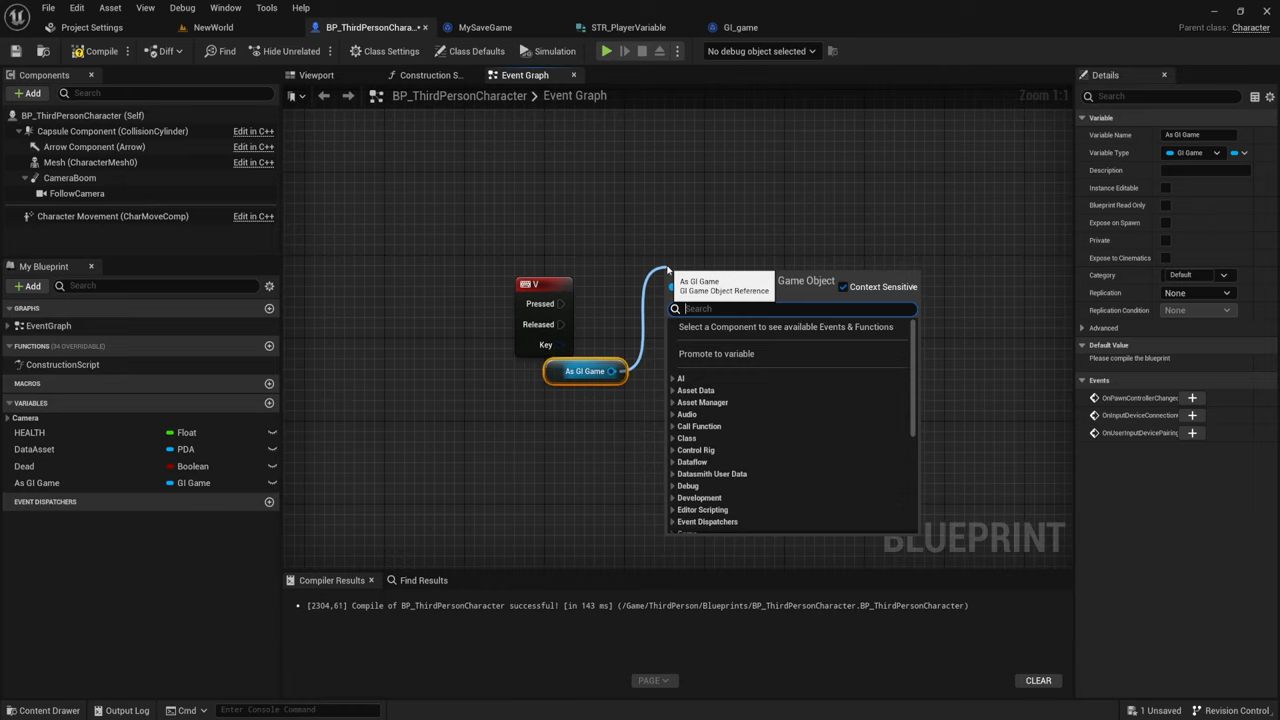 File Edit Asset View Debug Window Tools Help
Project Settings
NewWorld
BP_ThirdPersonChara...•
MySaveGame
STR_PlayerVariable
GI_game
Parent class: Character
Compile
Diff
Find
Hide Unrelated
Class Settings
Class Defaults
Simulation
No debug object selected
Components
Viewport
Construction S...
Event Graph
Details
Add
Search
BP_ThirdPersonCharacter > Event Graph
Zoom 1:1
Search
BP_ThirdPersonCharacter (Self)
Capsule Component (CollisionCylinder) Edit in C++
Arrow Component (Arrow) Edit in C++
Mesh (CharacterMesh0) Edit in C++
CameraBoom
FollowCamera
Character Movement (CharMoveComp) Edit in C++
My Blueprint
Add
Search
GRAPHS
EventGraph
FUNCTIONS (34 OVERRIDABLE)
ConstructionScript
MACROS
VARIABLES
Camera
HEALTH Float
DataAsset PDA
Dead Boolean
As GI Game GI Game
EVENT DISPATCHERS
V
Pressed
Released
Key
As GI Game
As GI Game
GI Game Object Reference
Game Object
Context Sensitive
Search
Select a Component to see available Events & Functions
Promote to variable
AI
Asset Data
Asset Manager
Audio
Call Function
Class
Control Rig
Dataflow
Datasmith User Data
Debug
Development
Editor Scripting
Event Dispatchers
BLUEPRINT
Variable
Variable Name As GI Game
Variable Type GI Game
Description
Instance Editable
Blueprint Read Only
Expose on Spawn
Private
Expose to Cinematics
Category Default
Replication None
Replication Condition None
Advanced
Default Value
Please compile the blueprint
Events
OnPawnControllerChanged
OnInputDeviceConnection
OnUserInputDevicePairing
Compiler Results
Find Results
[2304,61] Compile of BP_ThirdPersonCharacter successful! [in 143 ms] (/Game/ThirdPerson/Blueprints/BP_ThirdPersonCharacter.BP_ThirdPersonCharacter)
PAGE
CLEAR
Content Drawer
Output Log
Cmd
Enter Console Command
1 Unsaved
Revision Control